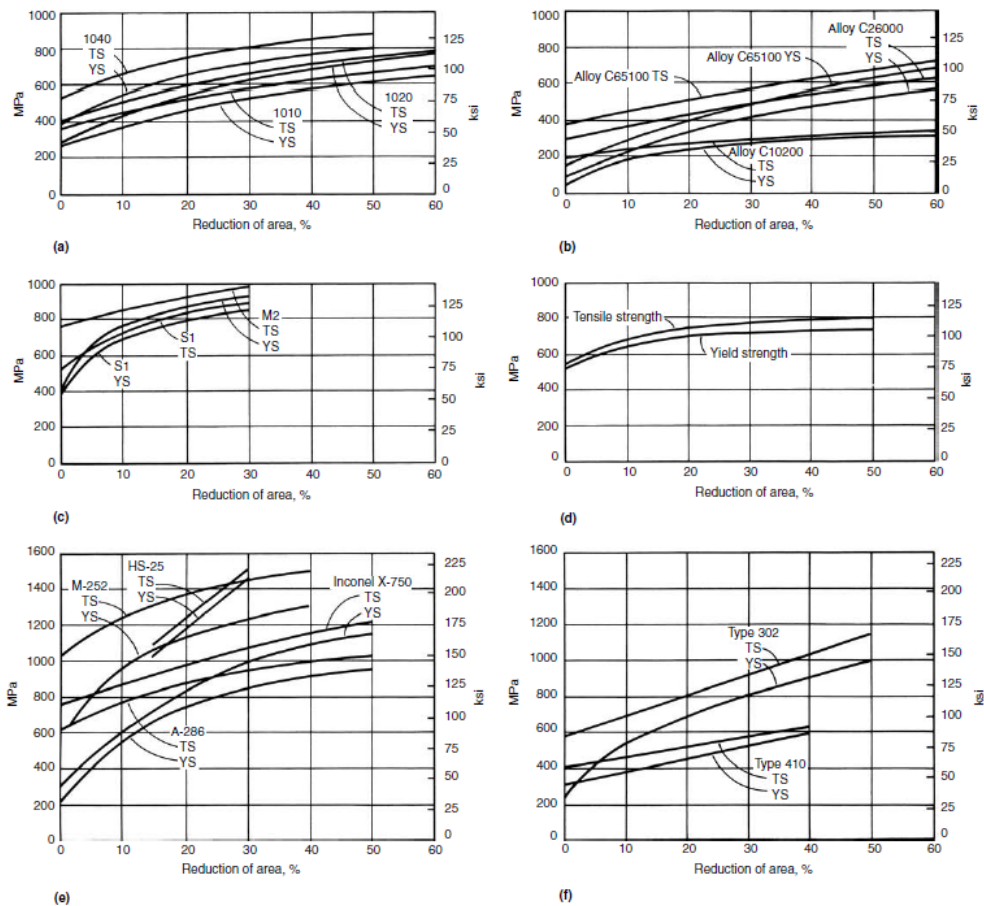 1000
800
600
400
200
0
MPa
1040
TS
YS
1010
TS
YS
1020
TS
YS
125
100
75
50
25
0
ksi
0 10 20 30 40 50 60
Reduction of area, %
(a)
1000
800
600
400
200
0
MPa
Alloy C26000
TS
YS
Alloy C65100 YS
Alloy C65100 TS
Alloy C10200
TS
YS
125
100
75
50
25
0
ksi
0 10 20 30 40 50 60
Reduction of area, %
(b)
1000
800
600
400
200
0
MPa
M2
TS
YS
S1
TS
S1
YS
125
100
75
50
25
0
ksi
0 10 20 30 40 50 60
Reduction of area, %
(c)
1000
800
600
400
200
0
MPa
Tensile strength
Yield strength
125
100
75
50
25
0
ksi
0 10 20 30 40 50 60
Reduction of area, %
(d)
1600
1400
1200
1000
800
600
400
200
0
MPa
HS-25
TS
YS
M-252
TS
YS
Inconel X-750
TS
YS
A-286
TS
YS
225
200
175
150
125
100
75
50
25
0
ksi
0 10 20 30 40 50 60
Reduction of area, %
(e)
1600
1400
1200
1000
800
600
400
200
0
MPa
Type 302
TS
YS
Type 410
TS
YS
225
200
175
150
125
100
75
50
25
0
ksi
0 10 20 30 40 50 60
Reduction of area, %
(f)